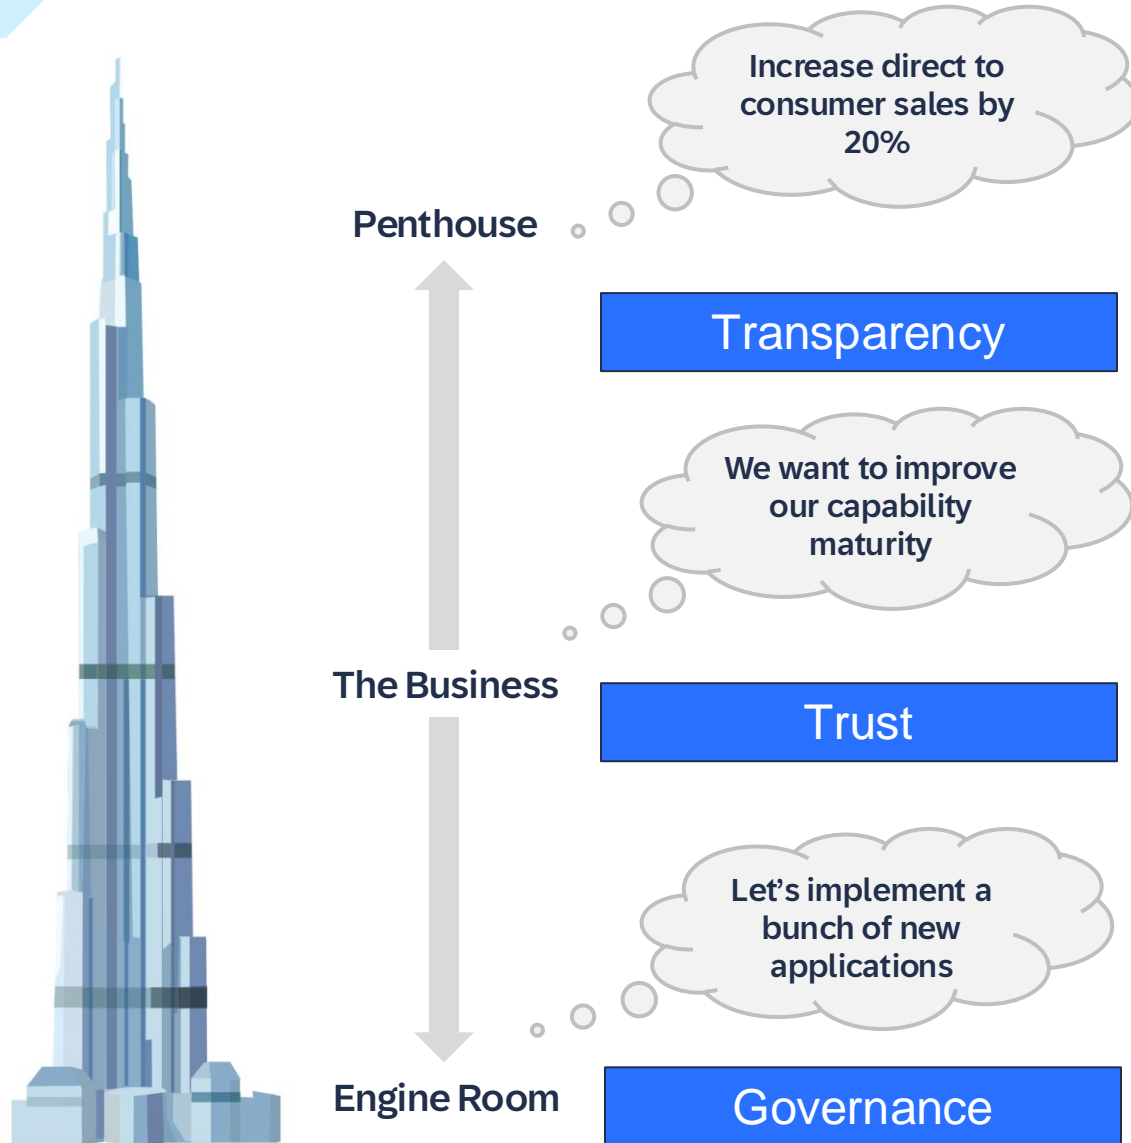 Increase direct to
consumer sales by
20%
Penthouse
Transparency
We want to improve
our capability
maturity
The Business
Trust
Let’s implement a
bunch of new
applications
Engine Room
Governance